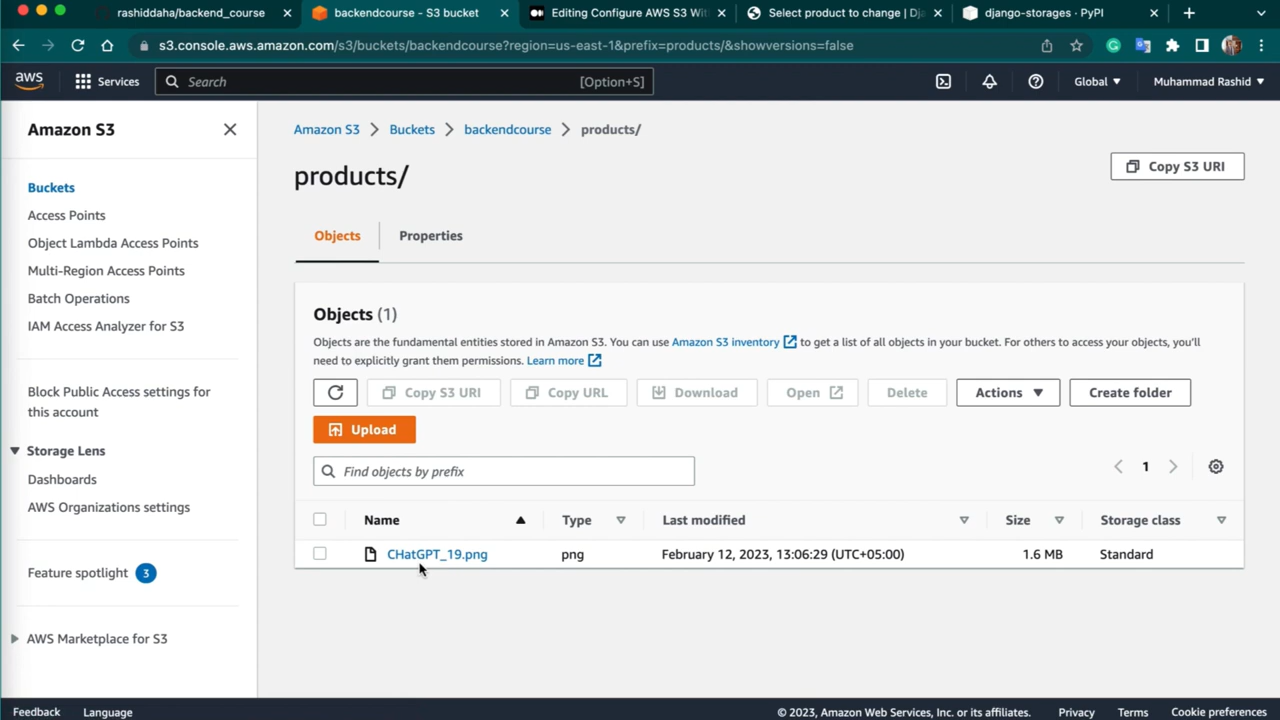 rashiddaha/backend_course
backendcourse - S3 bucket
Editing Configure AWS S3 Wit
Select product to change | Dja
django-storages · PyPI
s3.console.aws.amazon.com/s3/buckets/backendcourse?region=us-east-1&prefix=products/&showversions=false
aws
Services
Search
[Option+S]
Global
Muhammad Rashid
Amazon S3
Buckets
Access Points
Object Lambda Access Points
Multi-Region Access Points
Batch Operations
IAM Access Analyzer for S3
Block Public Access settings for
this account
Storage Lens
Dashboards
AWS Organizations settings
Feature spotlight 3
AWS Marketplace for S3
Amazon S3 > Buckets > backendcourse > products/
products/
Copy S3 URI
Objects
Properties
Objects (1)
Objects are the fundamental entities stored in Amazon S3. You can use Amazon S3 inventory to get a list of all objects in your bucket. For others to access your objects, you'll
need to explicitly grant them permissions. Learn more
Copy S3 URI
Copy URL
Download
Open
Delete
Actions
Create folder
Upload
Find objects by prefix
1
Name
Type
Last modified
Size
Storage class
CHatGPT_19.png
png
February 12, 2023, 13:06:29 (UTC+05:00)
1.6 MB
Standard
Feedback
Language
© 2023, Amazon Web Services, Inc. or its affiliates.
Privacy
Terms
Cookie preferences